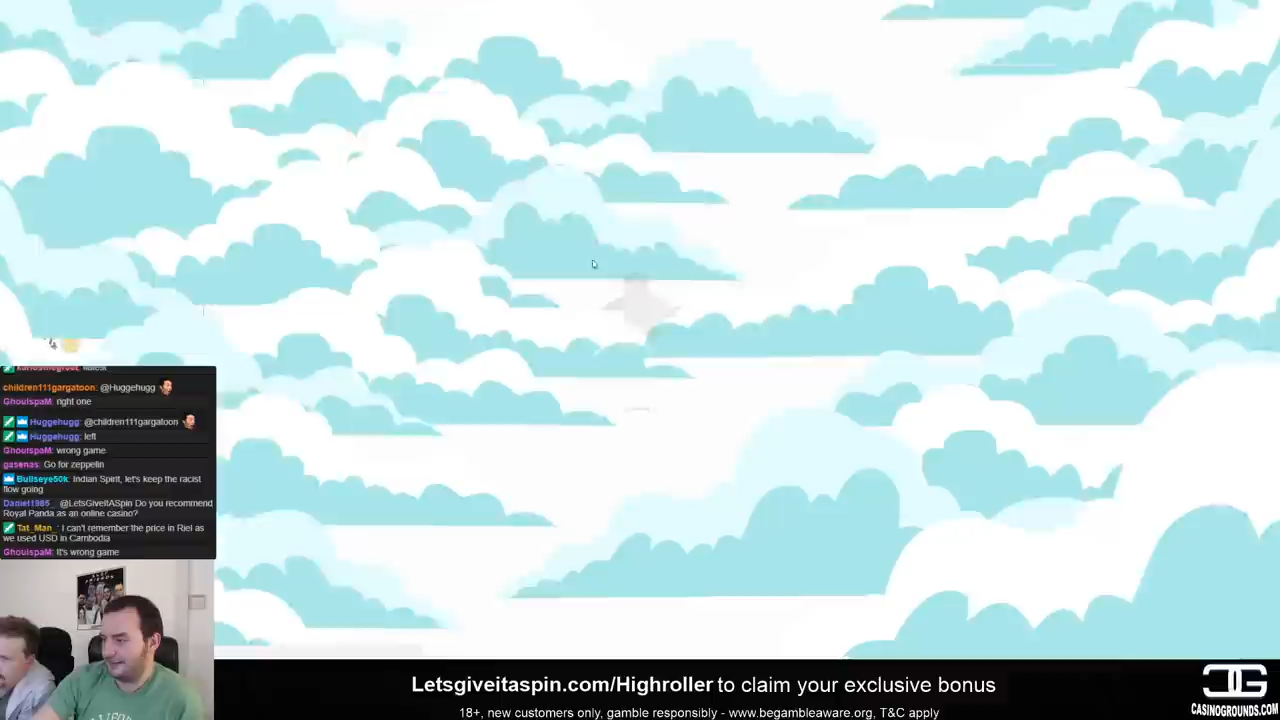 children111gargatoon: @Huggehugg
GhoulspaM: right one
Huggehugg: @children111gargatoon
Huggehugg: left
GhoulspaM: wrong game
gasenas: Go for zeppelin
Bullseye50k: Indian Spirit, let's keep the racist
flow going
Daniel1985_: @LetsGiveItASpin Do you recommend
Royal Panda as an online casino?
Tat_Man_: I can't remember the price in Riel as
we used USD in Cambodia
GhoulspaM: It's wrong game
Letsgiveitaspin.com/Highroller to claim your exclusive bonus
18+, new customers only, gamble responsibly - www.begambleaware.org, T&C apply
CASINOGROUNDS.COM